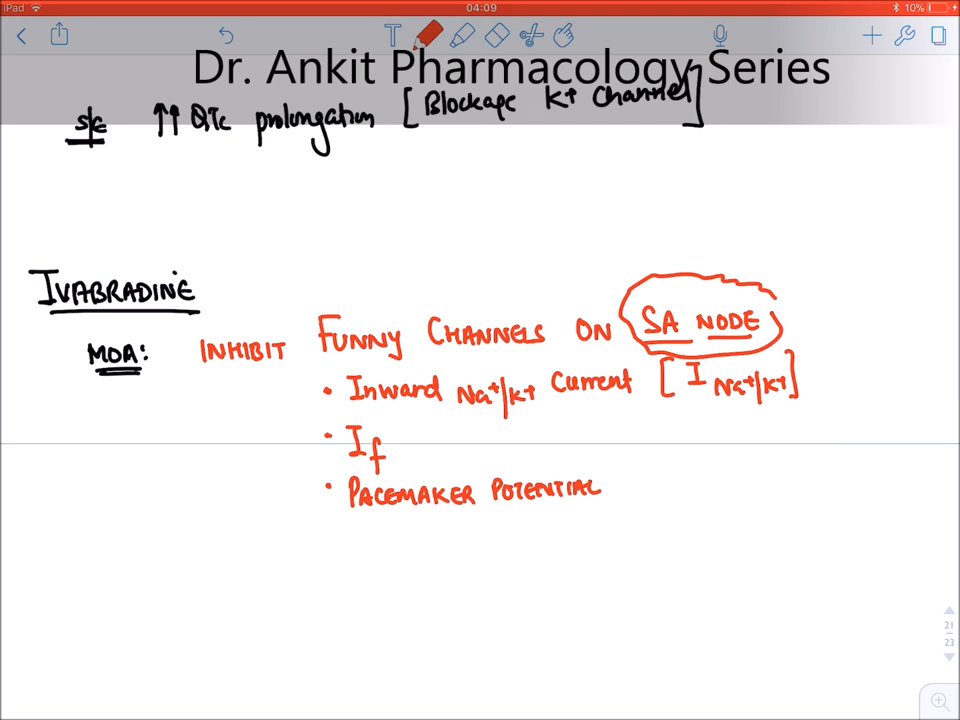 iPad 04:09 10%
T
Dr. Ankit Pharmacology Series
s/e ↑↑ QTc prolongation [Blockage K+ Channel]
IVABRADINE
MOA: INHIBIT FUNNY CHANNELS ON SA NODE
• Inward Na+/K+ Current [I Na+/K+]
• If
• PACEMAKER POTENTIAL
21
23